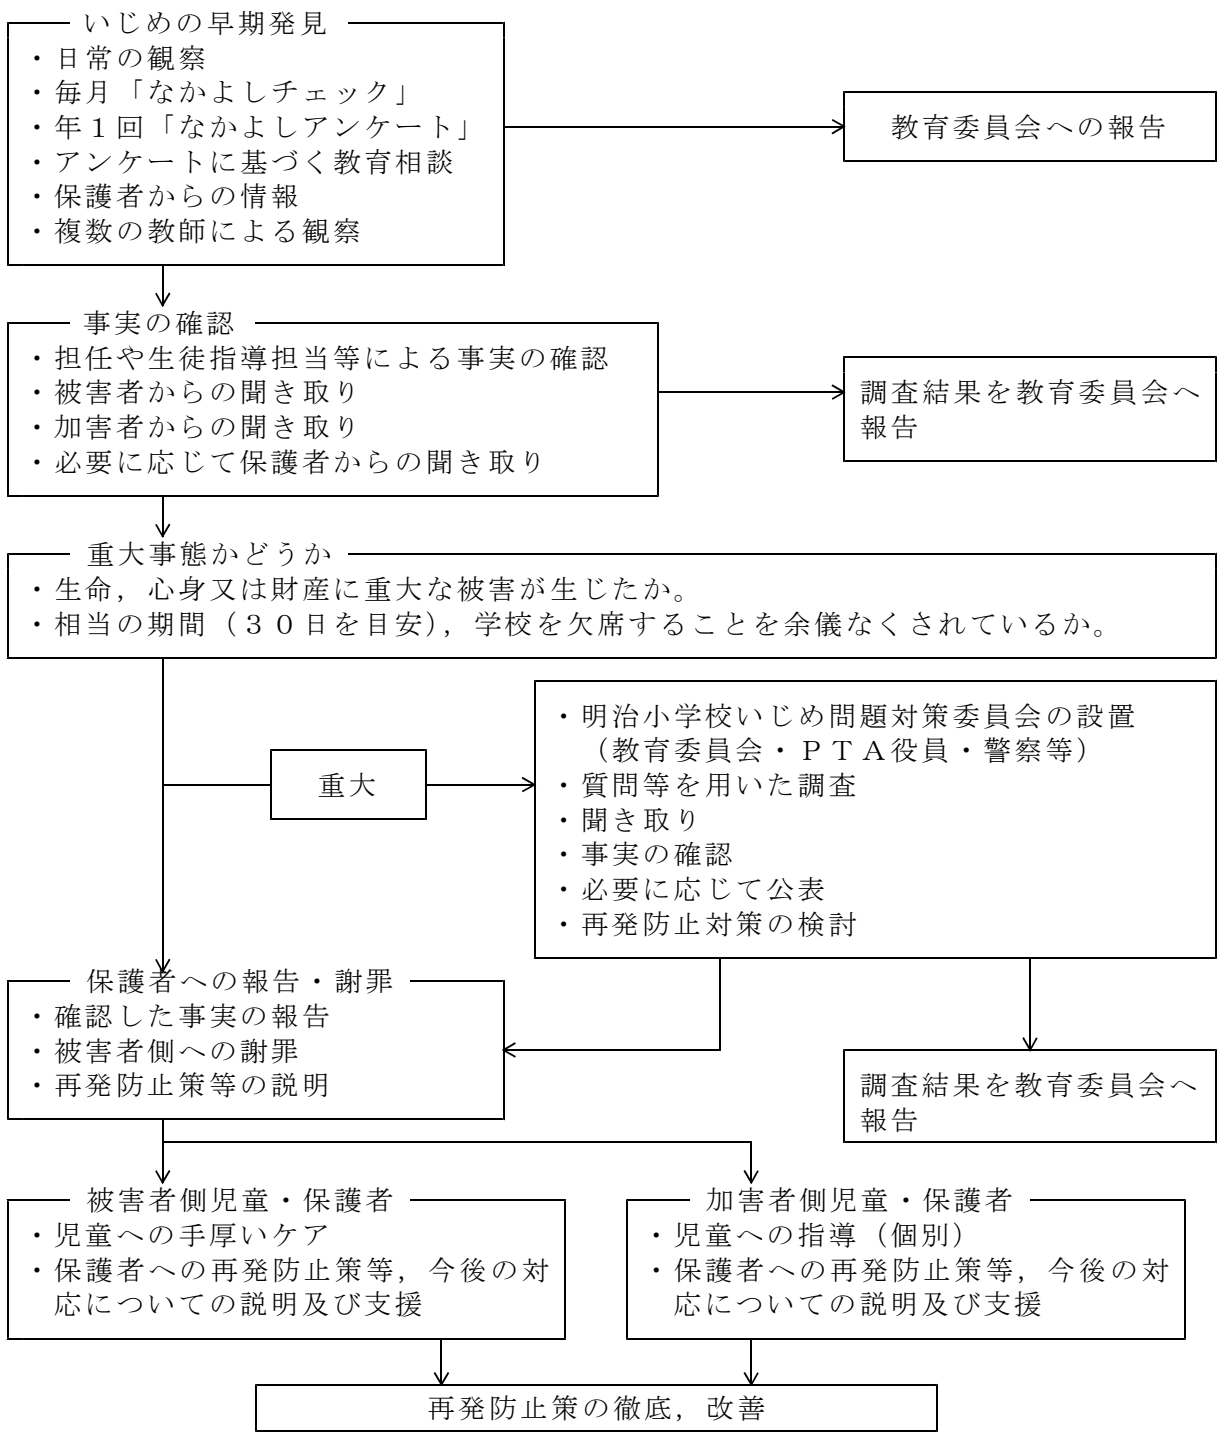 いじめの早期発見
・日常の観察
・毎月「なかよしチェック」
・年１回「なかよしアンケート」
・アンケートに基づく教育相談
・保護者からの情報
・複数の教師による観察
教育委員会への報告
事実の確認
・担任や生徒指導担当等による事実の確認
・被害者からの聞き取り
・加害者からの聞き取り
・必要に応じて保護者からの聞き取り
調査結果を教育委員会へ
報告
重大事態かどうか
・生命，心身又は財産に重大な被害が生じたか。
・相当の期間（３０日を目安），学校を欠席することを余儀なくされているか。
重大
・明治小学校いじめ問題対策委員会の設置
（教育委員会・ＰＴＡ役員・警察等）
・質問等を用いた調査
・聞き取り
・事実の確認
・必要に応じて公表
・再発防止対策の検討
保護者への報告・謝罪
・確認した事実の報告
・被害者側への謝罪
・再発防止策等の説明
調査結果を教育委員会へ
報告
被害者側児童・保護者
・児童への手厚いケア
・保護者への再発防止策等，今後の対
応についての説明及び支援
加害者側児童・保護者
・児童への指導（個別）
・保護者への再発防止策等，今後の対
応についての説明及び支援
再発防止策の徹底，改善